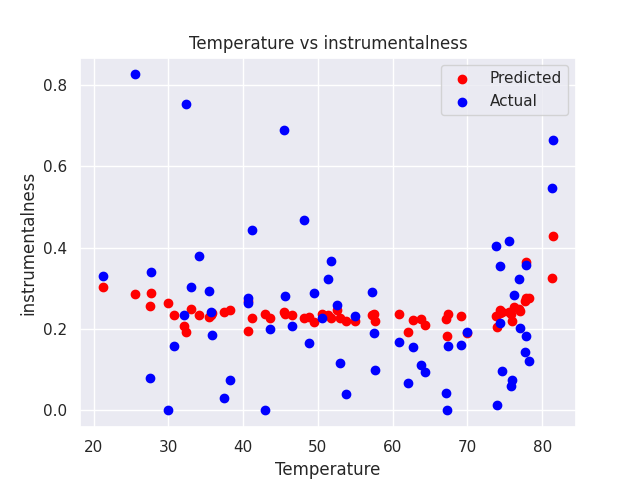 Temperature vs instrumentalness
Predicted
Actual
instrumentalness
0.8
0.6
0.4
0.2
0.0
20 30 40 50 60 70 80
Temperature